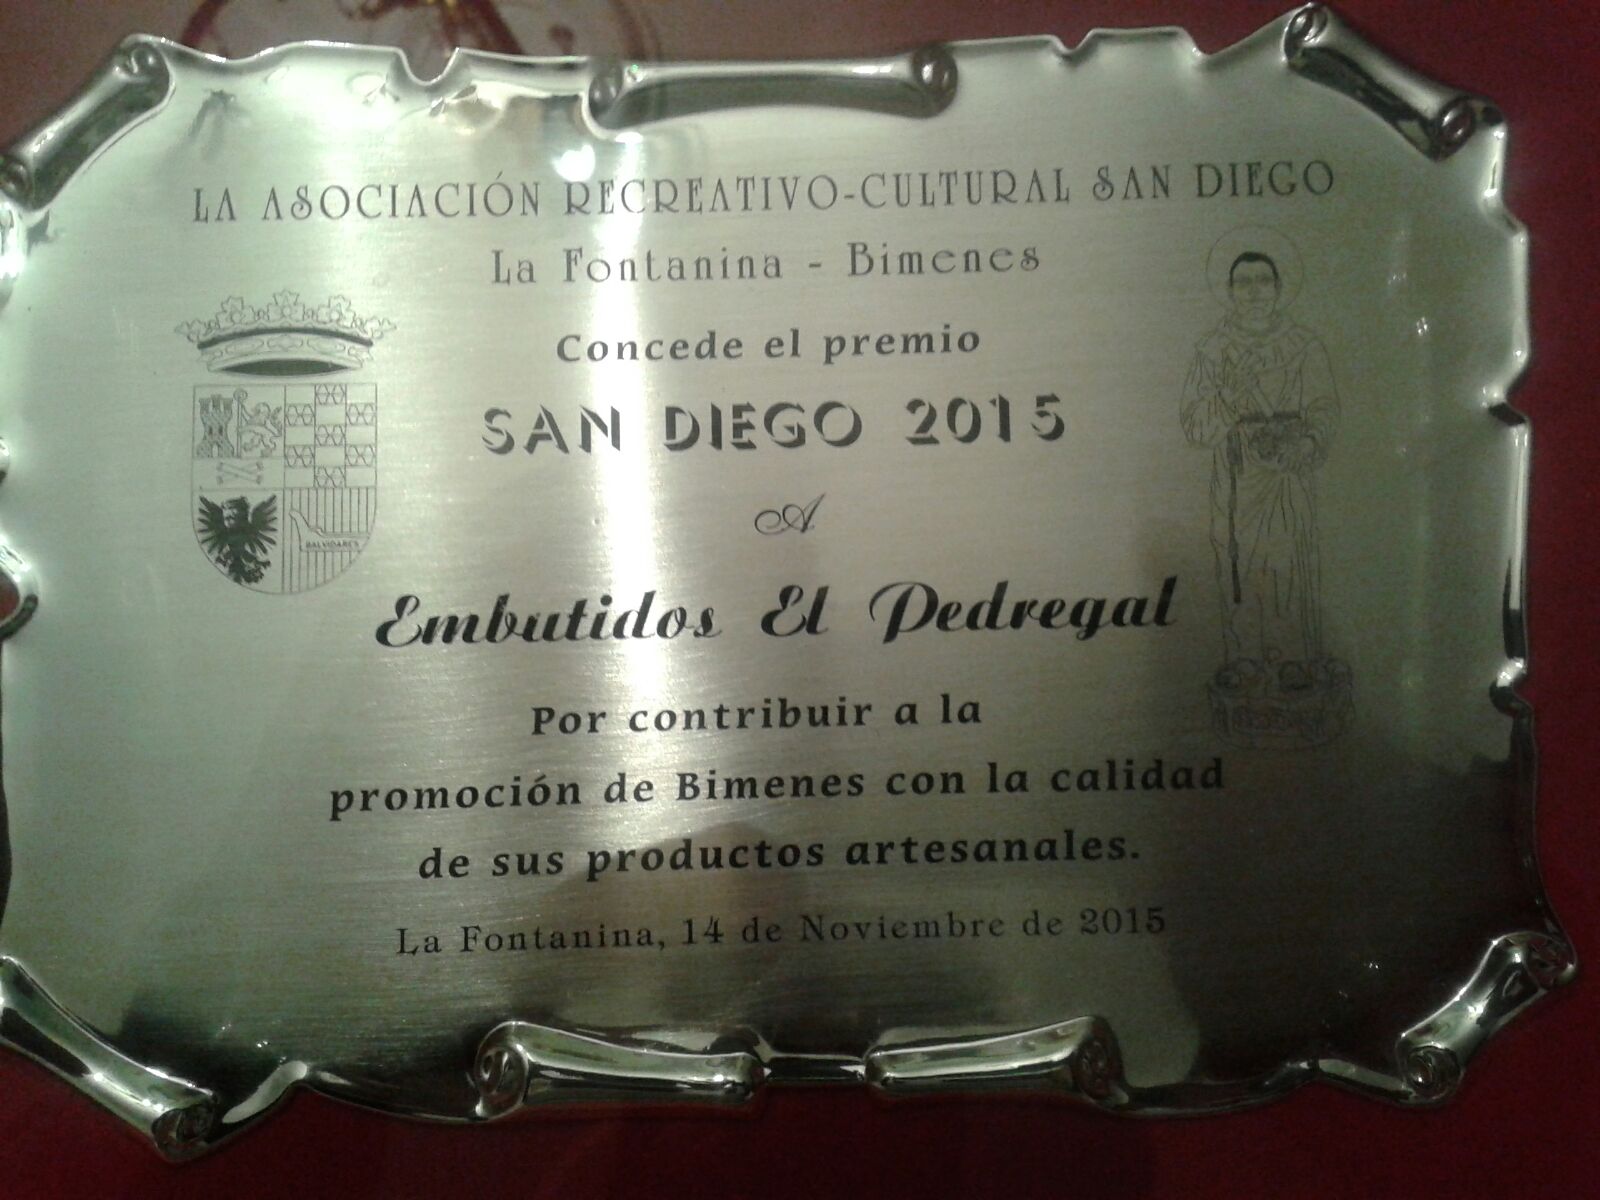 LA ASOCIACIÓN RECREATIVO-CULTURAL SAN DIEGO
La Fontanina - Bimenes
Concede el premio
SAN DIEGO 2015
A
Embutidos El Pedregal
Por contribuir a la
promoción de Bimenes con la calidad
de sus productos artesanales.
La Fontanina, 14 de Noviembre de 2015